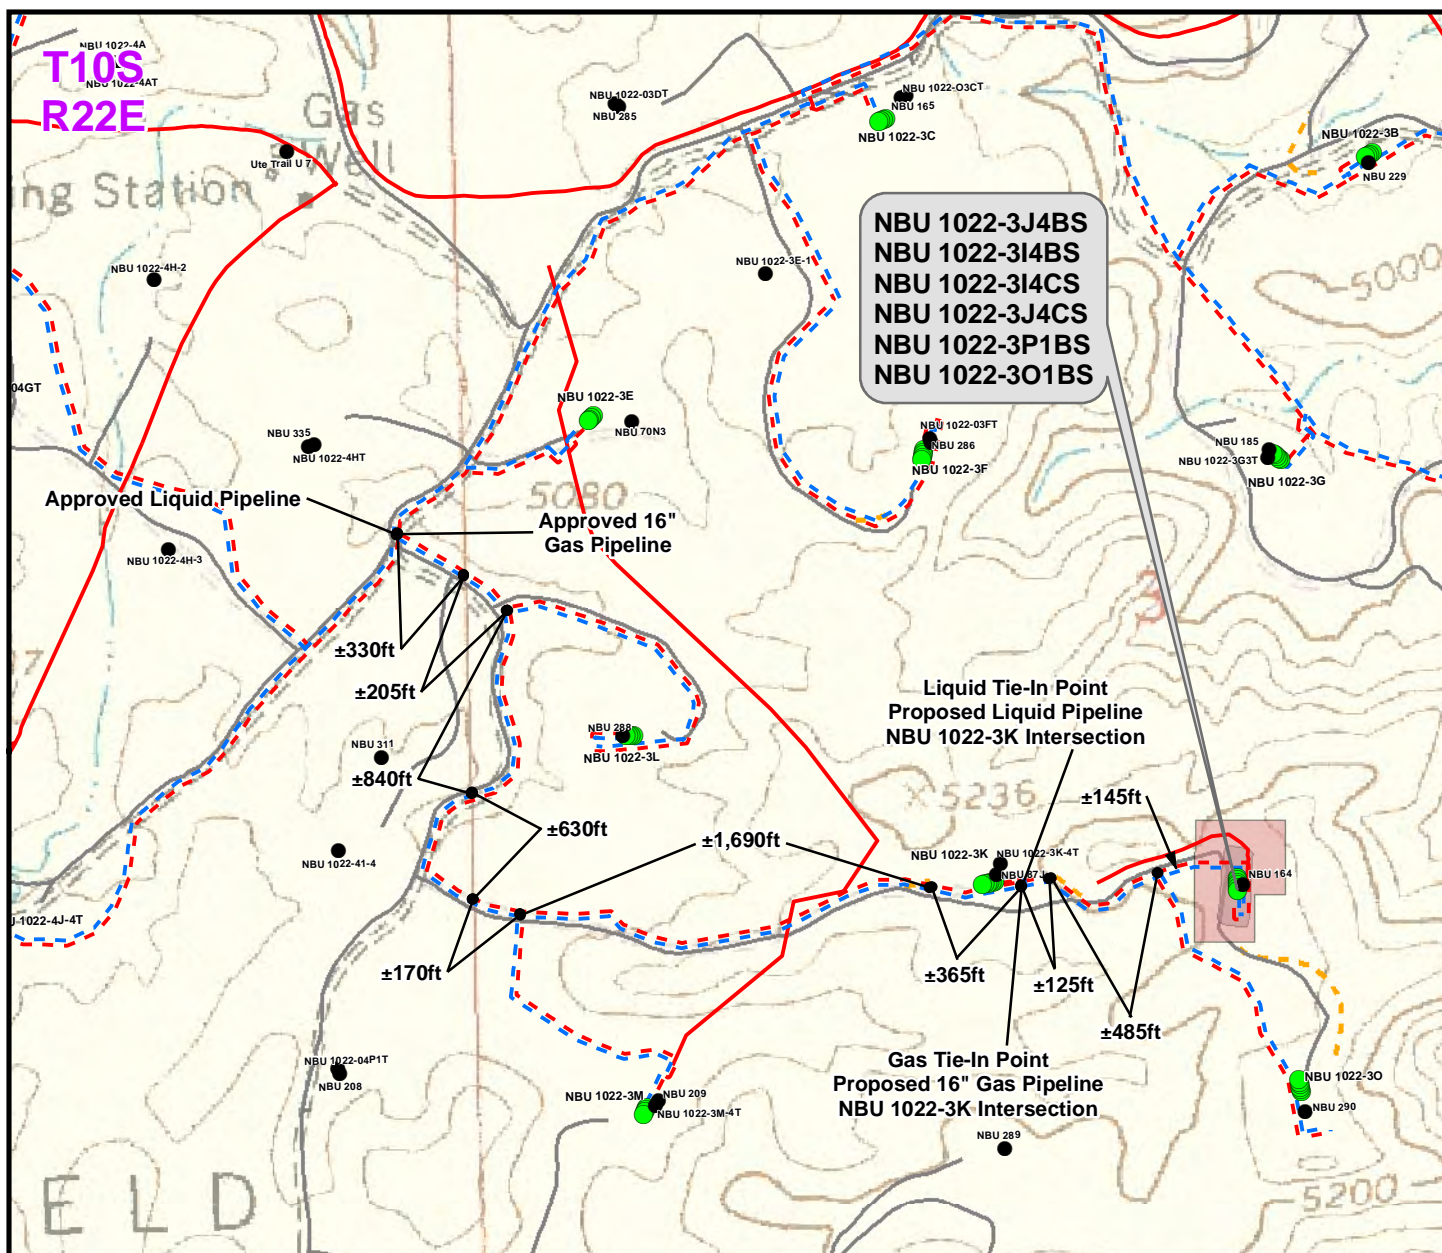 NBU 1022-4A
T10S
NBU 1022-4AT
R22E
Gas
Well
ing Station
Ute Trail U 7
NBU 1022-03DT
NBU 285
NBU 1022-O3CT
NBU 165
NBU 1022-3C
NBU 1022-3B
NBU 229
NBU 1022-4H-2
NBU 1022-3E-1
NBU 1022-3J4BS
NBU 1022-3I4BS
NBU 1022-3I4CS
NBU 1022-3J4CS
NBU 1022-3P1BS
NBU 1022-3O1BS
5000
04GT
NBU 1022-3E
NBU 70N3
NBU 335
NBU 1022-4HT
NBU 1022-03FT
NBU 286
NBU 1022-3F
NBU 185
NBU 1022-3G3T
NBU 1022-3G
Approved Liquid Pipeline
5080
Approved 16"
Gas Pipeline
NBU 1022-4H-3
3
±330ft
±205ft
Liquid Tie-In Point
Proposed Liquid Pipeline
NBU 1022-3K Intersection
NBU 311
NBU 288
NBU 1022-3L
±840ft
5236
±145ft
±630ft
±1,690ft
NBU 1022-41-4
NBU 1022-3K
NBU 1022-3K-4T
NBU 37J
NBU 164
J 1022-4J-4T
±170ft
±365ft
±125ft
±485ft
Gas Tie-In Point
Proposed 16" Gas Pipeline
NBU 1022-3K Intersection
NBU 1022-04P1T
NBU 208
NBU 1022-3M
NBU 209
NBU 1022-3M-4T
NBU 1022-3O
NBU 290
NBU 289
E L D
5200